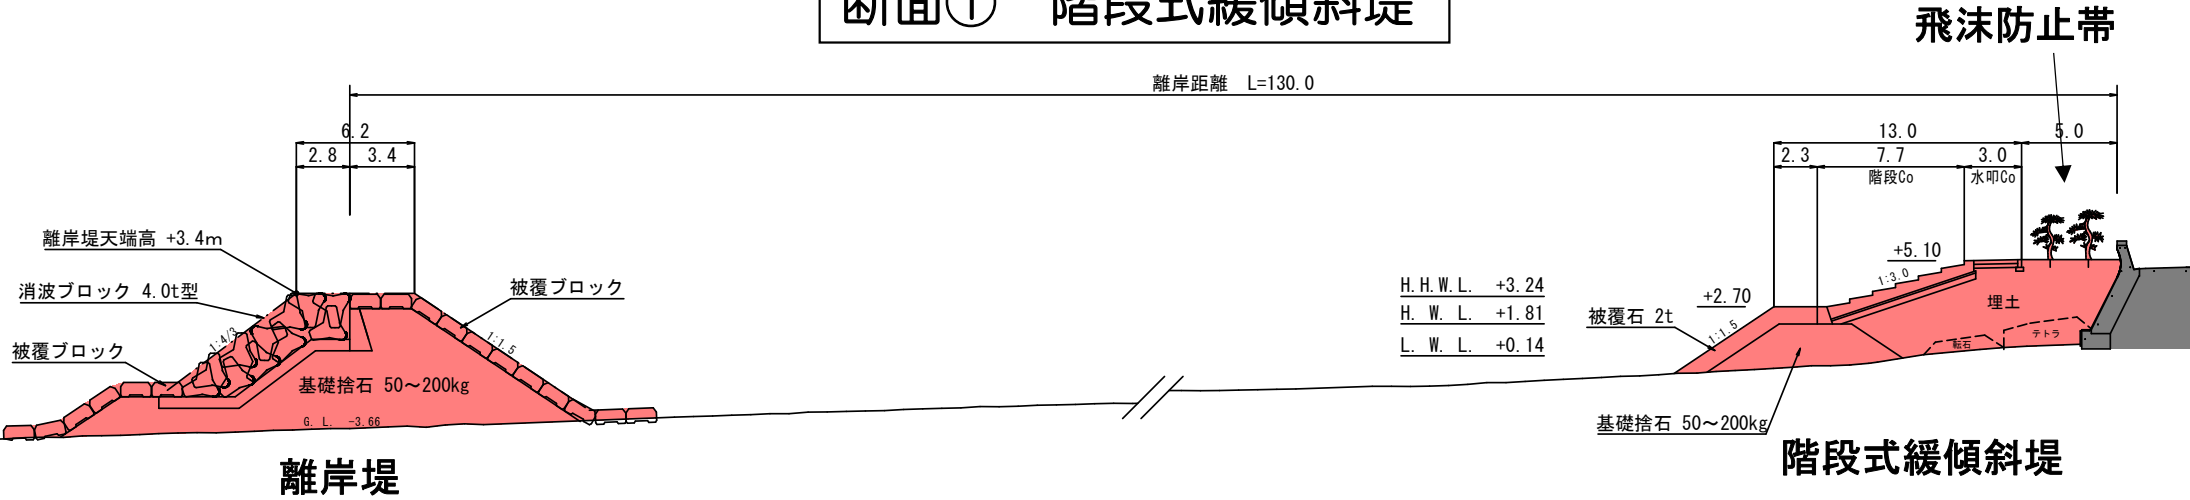 断面① 階段式緩傾斜堤
飛沫防止帯
離岸距離 L=130.0
6.2
2.8 3.4
13.0 5.0
2.3 7.7 3.0
階段Co 水叩Co
離岸堤天端高 +3.4m
消波ブロック 4.0t型
被覆ブロック
1:4/3
被覆ブロック
1:1.5
基礎捨石 50～200kg
G. L. -3.66
離岸堤
H.H.W.L. +3.24
H. W. L. +1.81
L. W. L. +0.14
+5.10
1:3.0
+2.70
被覆石 2t
1:1.5
埋土
転石
テトラ
基礎捨石 50～200kg
階段式緩傾斜堤